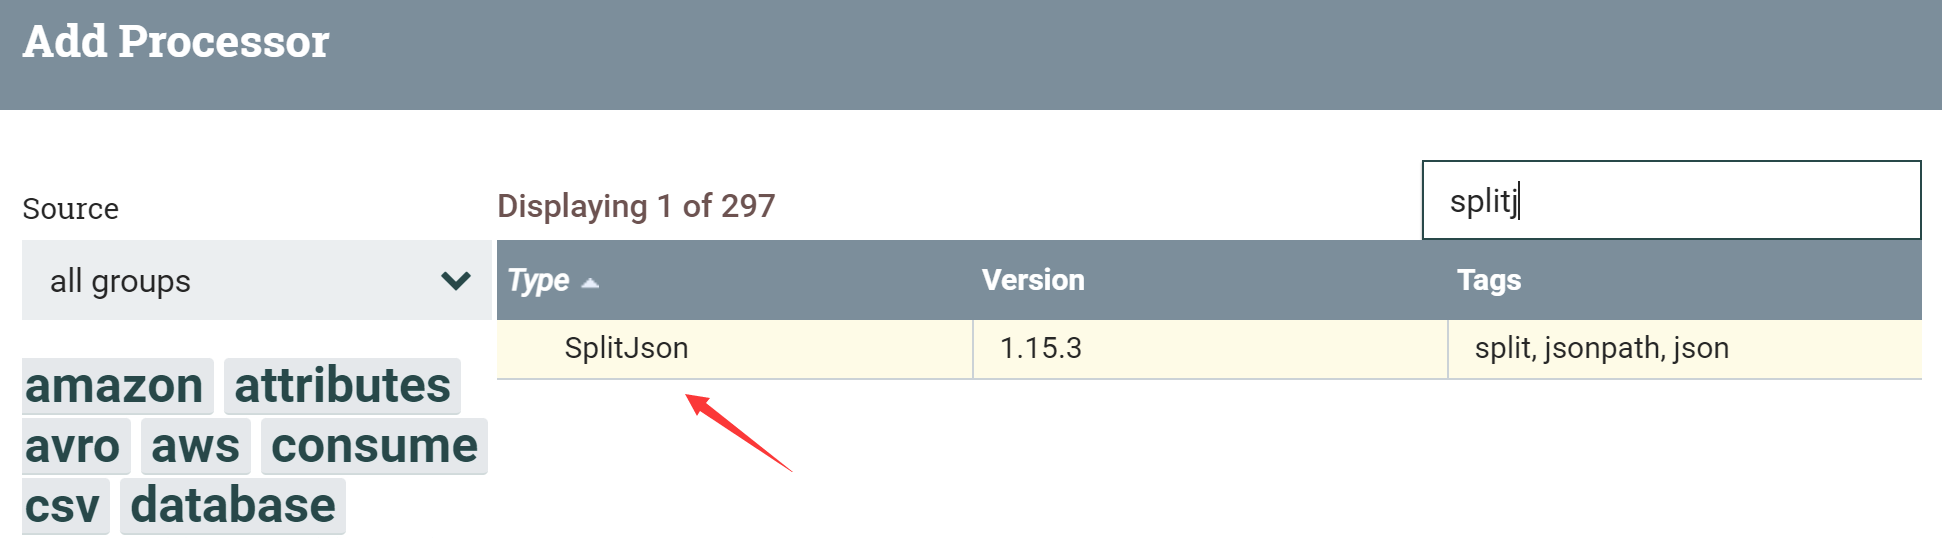 Add Processor
Source
Displaying 1 of 297
splitj
all groups
Type Version Tags
SplitJson 1.15.3 split, jsonpath, json
amazon attributes
avro aws consume
csv database